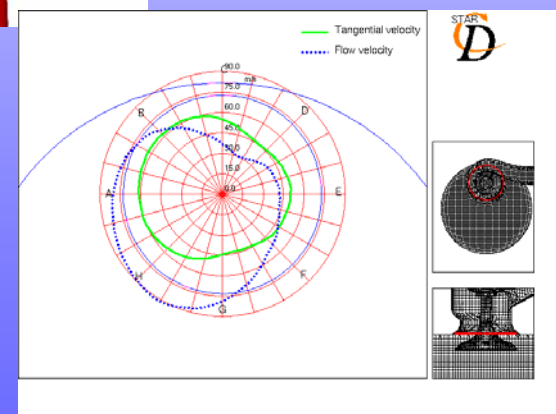 Tangential velocity
Flow velocity
STAR
CD
C
90.0
m/s
75.0
60.0
45.0
30.0
15.0
0.0
B
D
A
E
H
F
G